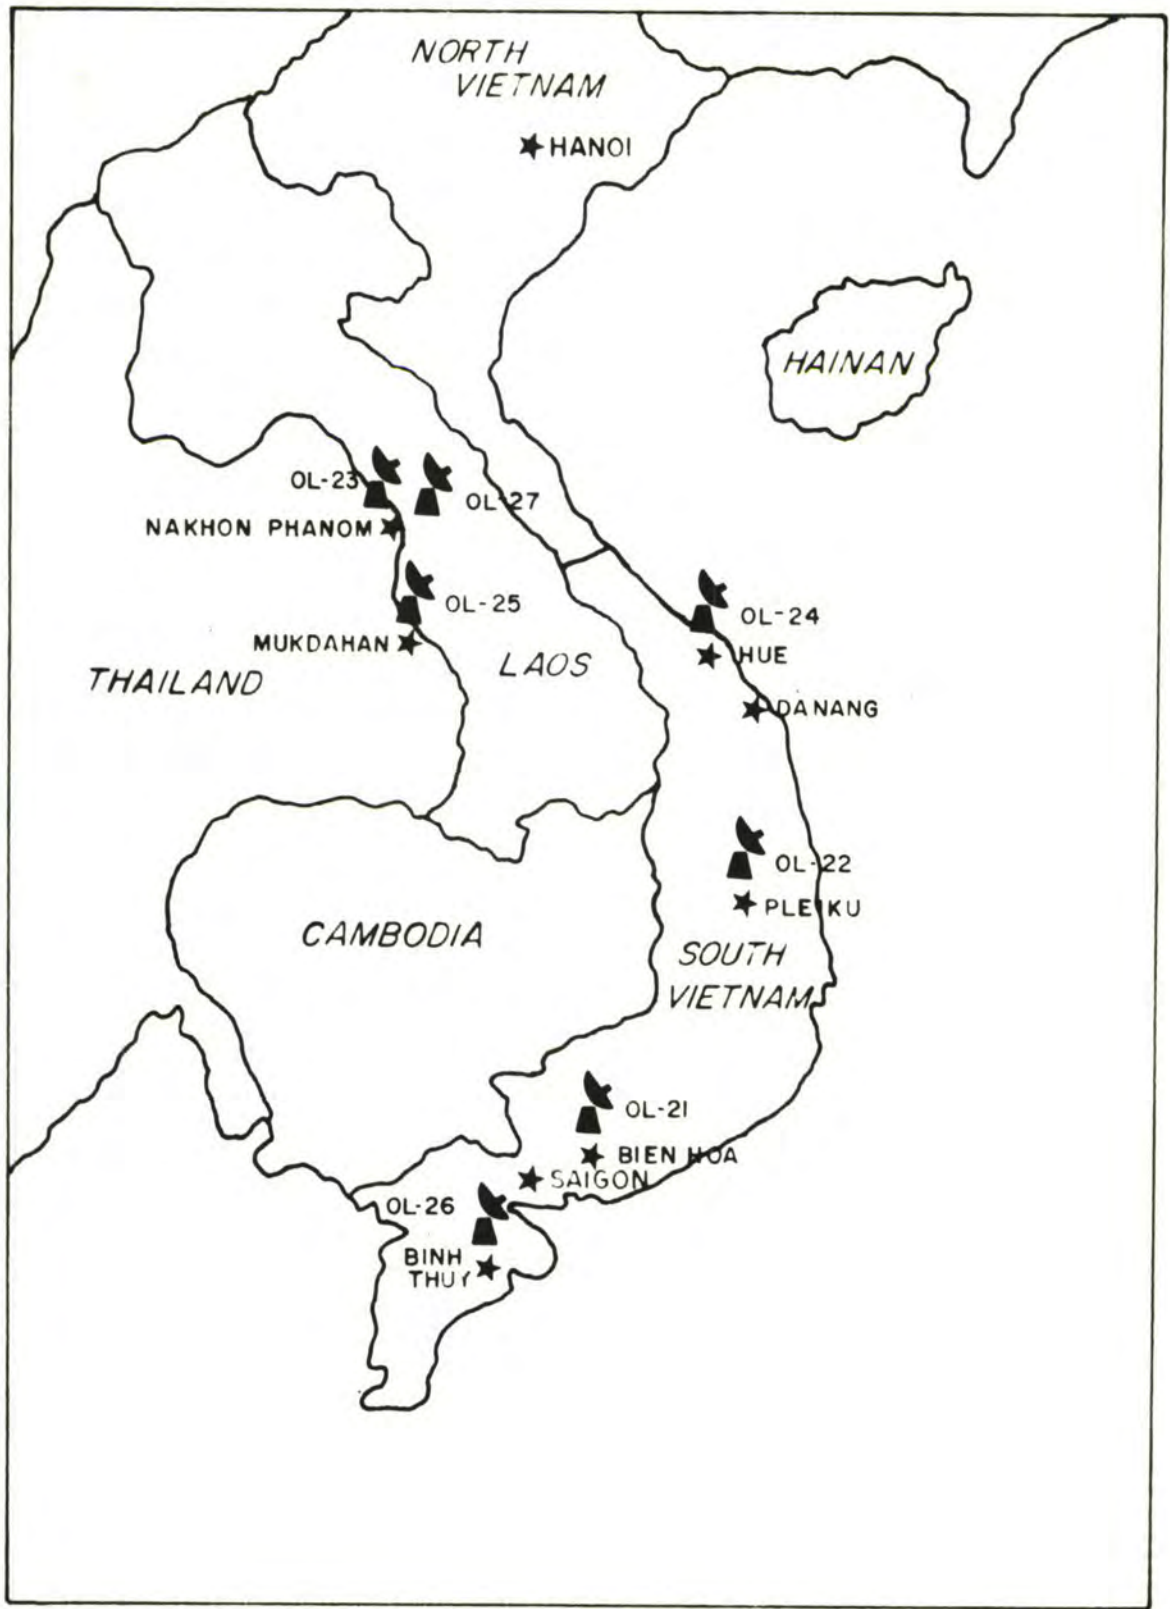 NORTH
VIETNAM
HANOI
HAINAN
OL-23
OL-27
NAKHON PHANOM
OL-25
OL-24
MUKDAHAN
HUE
LAOS
THAILAND
DANANG
OL-22
PLEIKU
CAMBODIA
SOUTH
VIETNAM
OL-21
BIEN HOA
SAIGON
OL-26
BINH
THUY